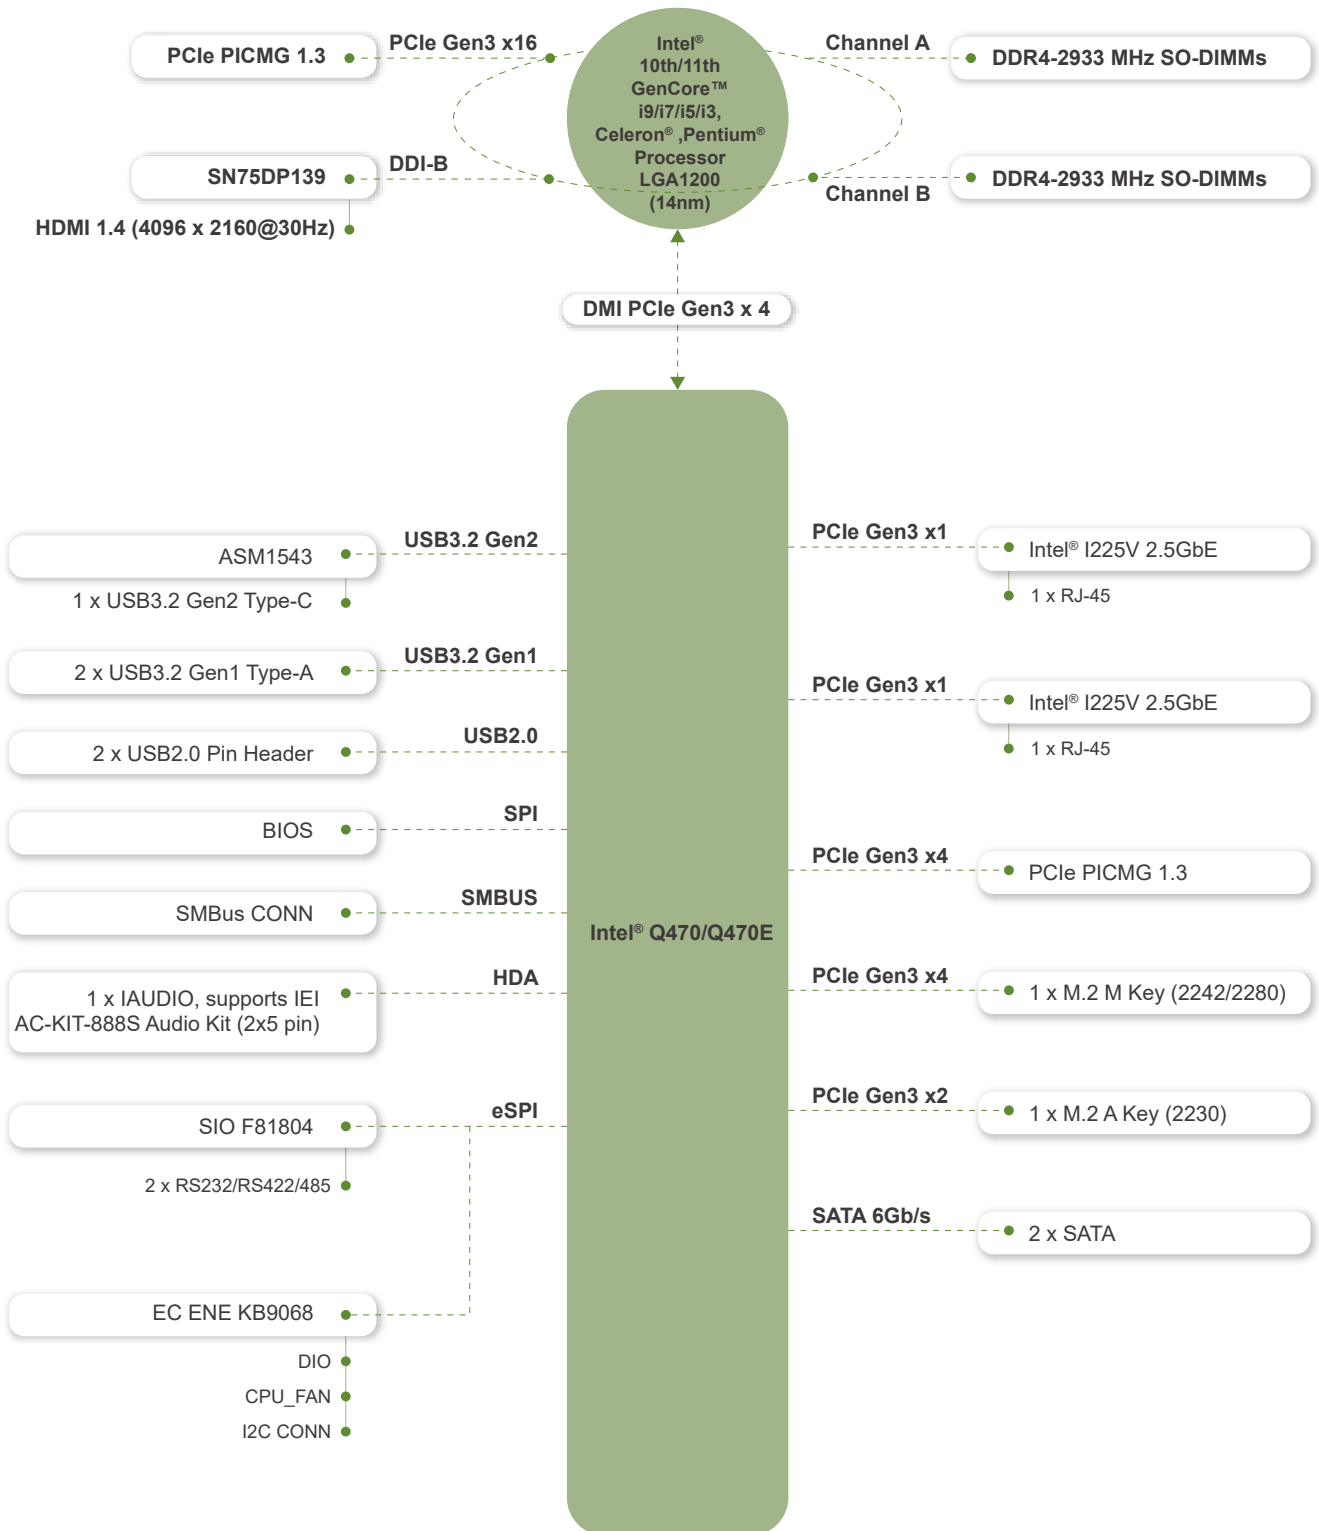 PCIe PICMG 1.3
PCIe Gen3 x16
Intel®
10th/11th
GenCore™
i9/i7/i5/i3,
Celeron® ,Pentium®
Processor
LGA1200
(14nm)
Channel A
DDR4-2933 MHz SO-DIMMs
SN75DP139
DDI-B
HDMI 1.4 (4096 x 2160@30Hz)
Channel B
DDR4-2933 MHz SO-DIMMs
DMI PCIe Gen3 x 4
Intel® Q470/Q470E
USB3.2 Gen2
ASM1543
1 x USB3.2 Gen2 Type-C
USB3.2 Gen1
2 x USB3.2 Gen1 Type-A
USB2.0
2 x USB2.0 Pin Header
SPI
BIOS
SMBUS
SMBus CONN
HDA
1 x IAUDIO, supports IEI
AC-KIT-888S Audio Kit (2x5 pin)
eSPI
SIO F81804
2 x RS232/RS422/485
EC ENE KB9068
DIO
CPU_FAN
I2C CONN
PCIe Gen3 x1
Intel® I225V 2.5GbE
1 x RJ-45
PCIe Gen3 x1
Intel® I225V 2.5GbE
1 x RJ-45
PCIe Gen3 x4
PCIe PICMG 1.3
PCIe Gen3 x4
1 x M.2 M Key (2242/2280)
PCIe Gen3 x2
1 x M.2 A Key (2230)
SATA 6Gb/s
2 x SATA